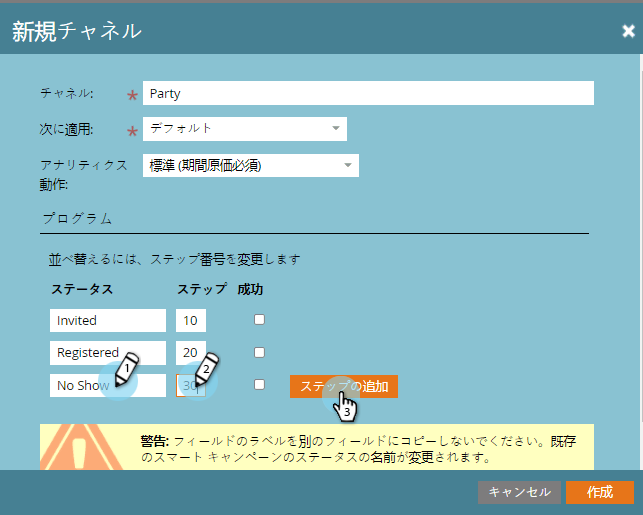 新規チャネル
チャネル: * Party
次に適用: * デフォルト
アナリティクス
動作: 標準 (期間原価必須)
プログラム
並べ替えるには、ステップ番号を変更します
ステータス ステップ 成功
Invited 10
Registered 20
No Show 30 ステップの追加
1
2
3
警告: フィールドのラベルを別のフィールドにコピーしないでください。既存
のスマート キャンペーンのステータスの名前が変更されます。
キャンセル 作成